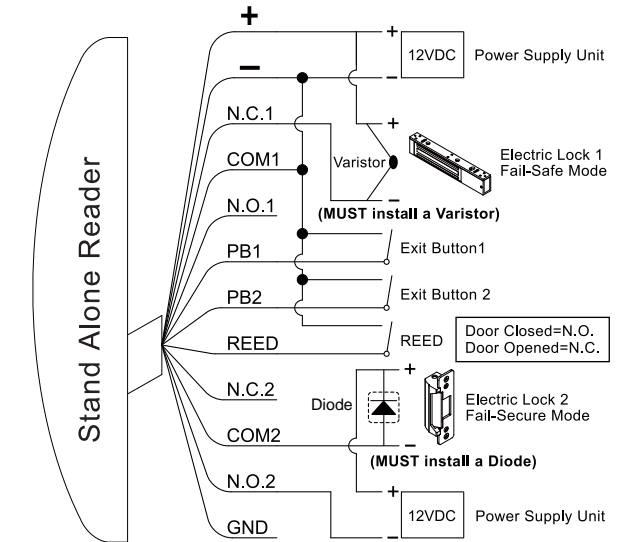 Stand Alone Reader
+
–
N.C.1
COM1
N.O.1
PB1
PB2
REED
N.C.2
COM2
N.O.2
GND
+
12VDC
–
Power Supply Unit
+
Varistor
–
Electric Lock 1
Fail-Safe Mode
(MUST install a Varistor)
Exit Button1
Exit Button 2
REED
Door Closed=N.O.
Door Opened=N.C.
+
Diode
–
Electric Lock 2
Fail-Secure Mode
(MUST install a Diode)
+
12VDC
–
Power Supply Unit